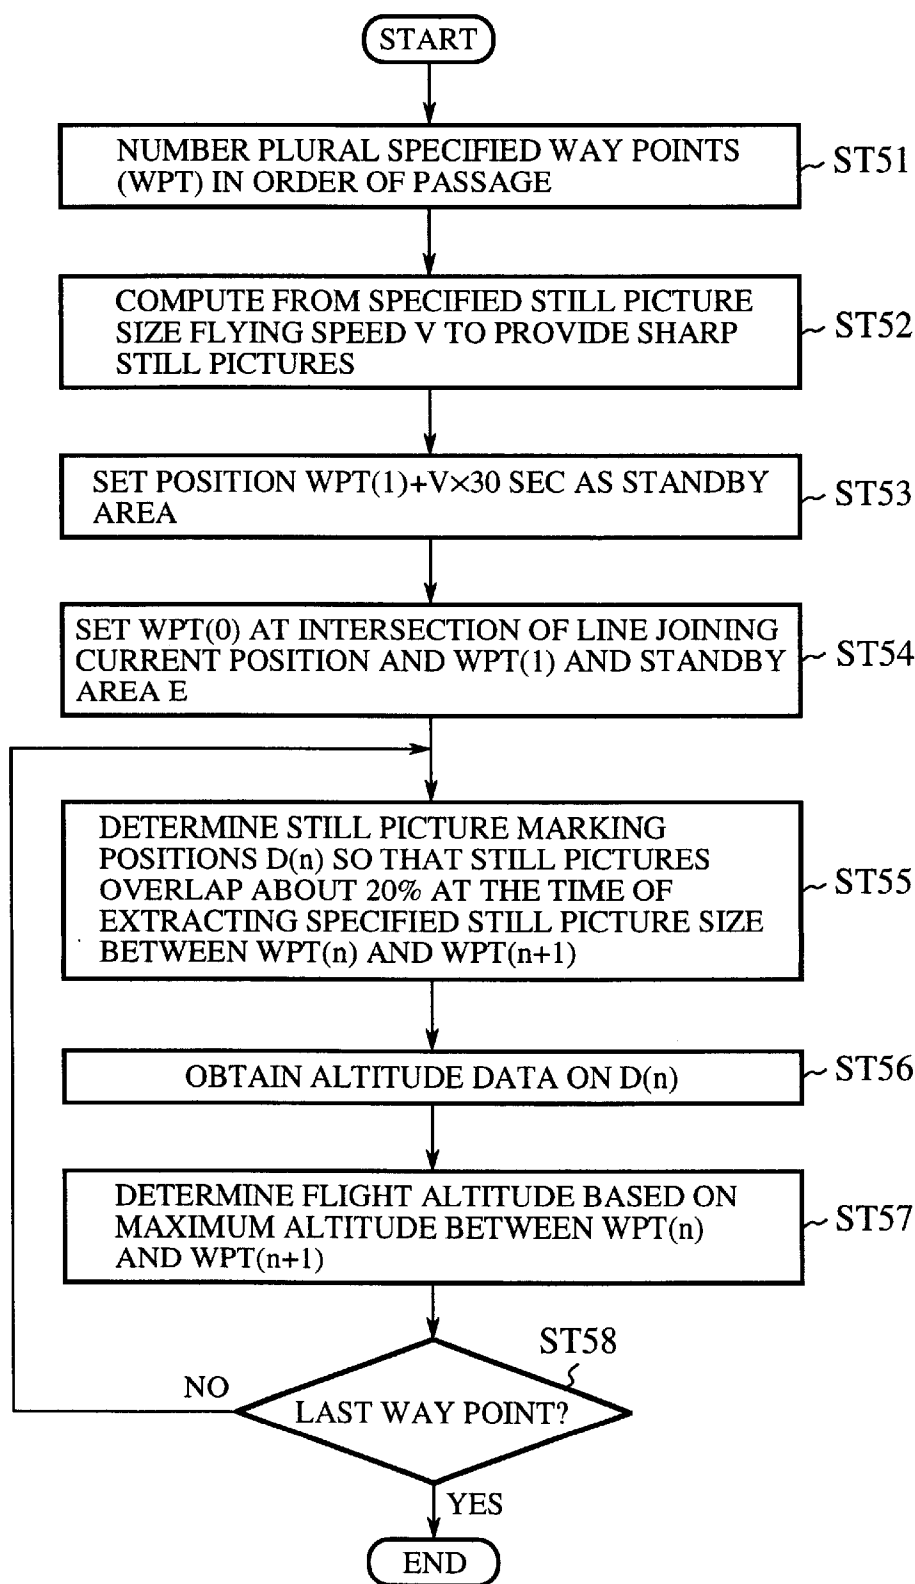 START
NUMBER PLURAL SPECIFIED WAY POINTS
(WPT) IN ORDER OF PASSAGE
ST51
COMPUTE FROM SPECIFIED STILL PICTURE
SIZE FLYING SPEED V TO PROVIDE SHARP
STILL PICTURES
ST52
SET POSITION WPT(1)+V×30 SEC AS STANDBY
AREA
ST53
SET WPT(0) AT INTERSECTION OF LINE JOINING
CURRENT POSITION AND WPT(1) AND STANDBY
AREA E
ST54
DETERMINE STILL PICTURE MARKING
POSITIONS D(n) SO THAT STILL PICTURES
OVERLAP ABOUT 20% AT THE TIME OF
EXTRACTING SPECIFIED STILL PICTURE SIZE
BETWEEN WPT(n) AND WPT(n+1)
ST55
OBTAIN ALTITUDE DATA ON D(n)
ST56
DETERMINE FLIGHT ALTITUDE BASED ON
MAXIMUM ALTITUDE BETWEEN WPT(n)
AND WPT(n+1)
ST57
ST58
NO
LAST WAY POINT?
YES
END